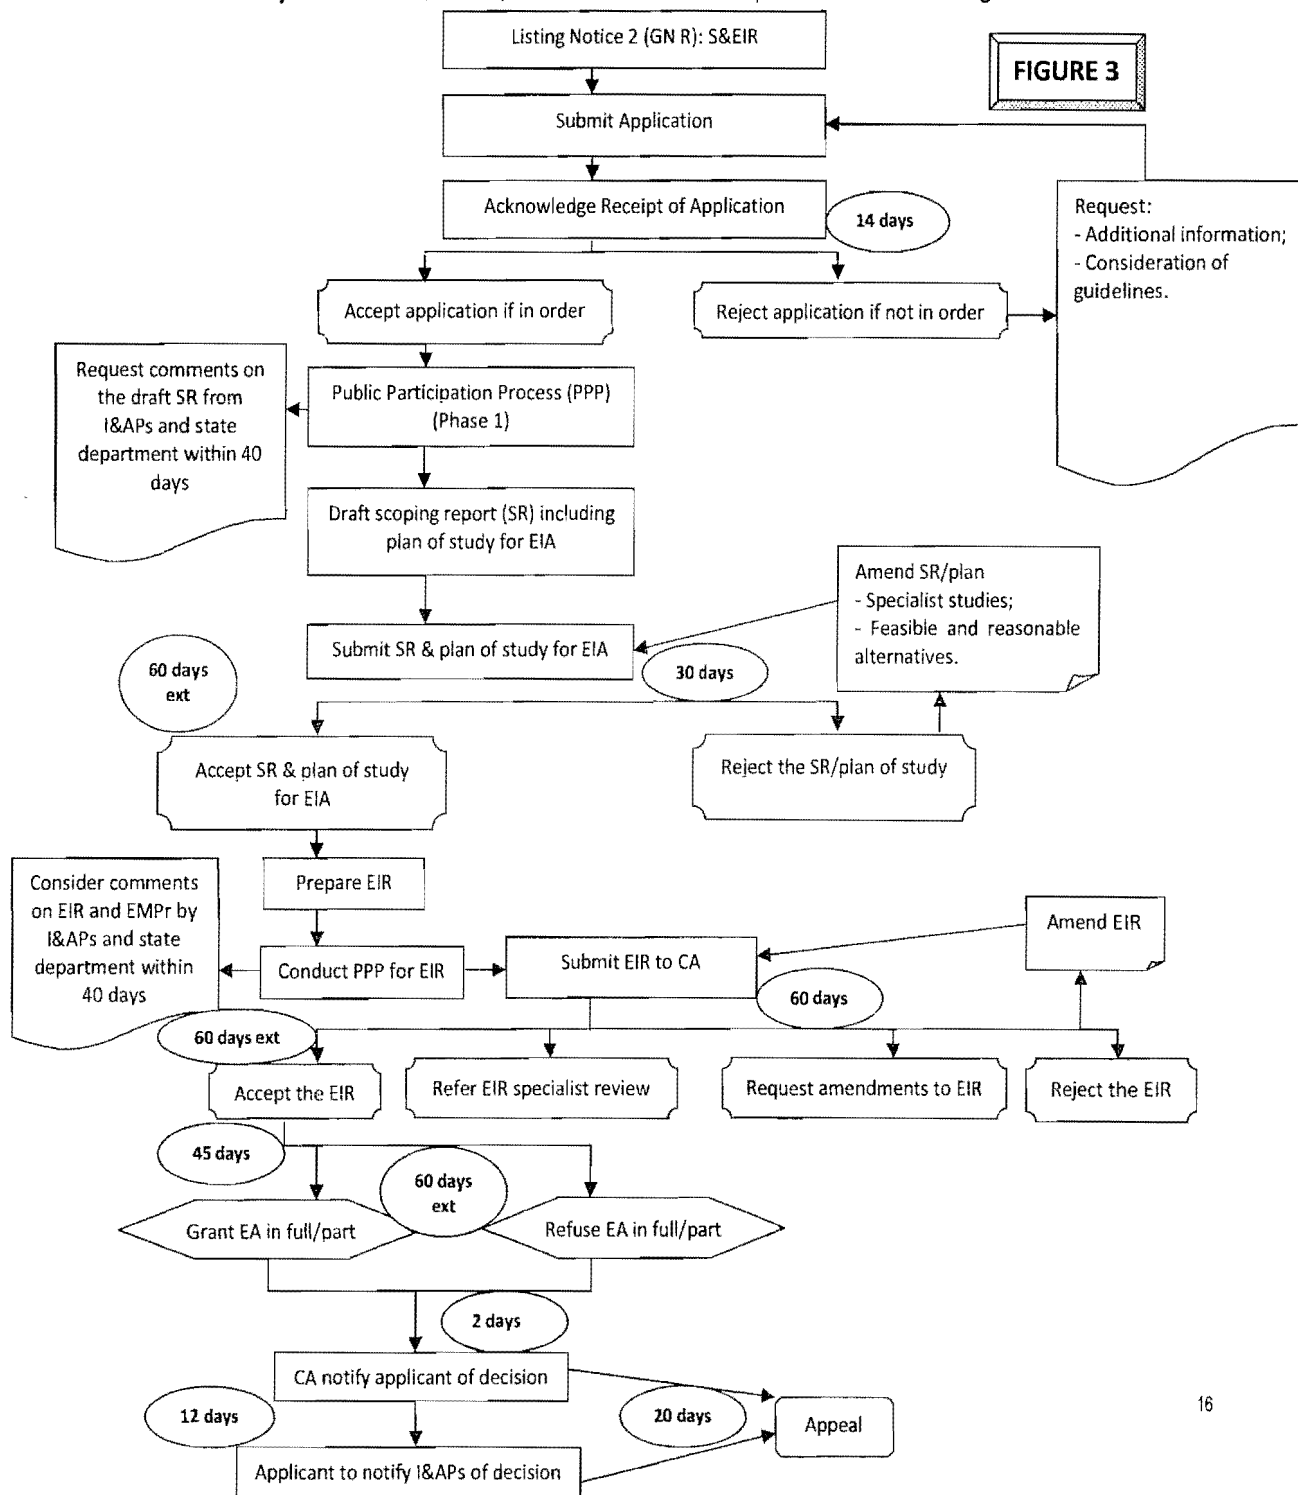 Listing Notice 2 (GN R): S&EIR
FIGURE 3
Submit Application
Acknowledge Receipt of Application
14 days
Request:
- Additional information;
- Consideration of
guidelines.
Accept application if in order
Reject application if not in order
Request comments on
the draft SR from
I&APs and state
department within 40
days
Public Participation Process (PPP)
(Phase 1)
Draft scoping report (SR) including
plan of study for EIA
Amend SR/plan
- Specialist studies;
- Feasible and reasonable
alternatives.
Submit SR & plan of study for EIA
60 days
ext
30 days
Accept SR & plan of study
for EIA
Reject the SR/plan of study
Consider comments
on EIR and EMPr by
I&APs and state
department within
40 days
Prepare EIR
Conduct PPP for EIR
Submit EIR to CA
Amend EIR
60 days
60 days ext
Accept the EIR
Refer EIR specialist review
Request amendments to EIR
Reject the EIR
45 days
60 days
ext
Grant EA in full/part
Refuse EA in full/part
2 days
CA notify applicant of decision
12 days
20 days
Appeal
16
Applicant to notify I&APs of decision